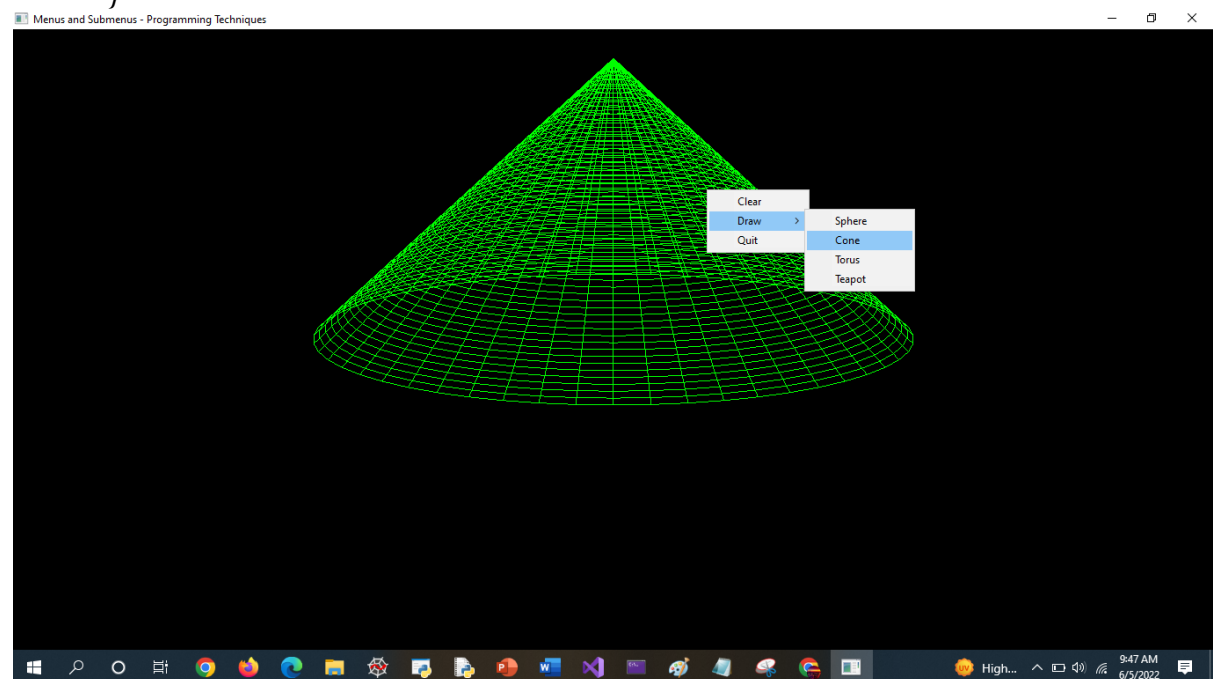 Menus and Submenus - Programming Techniques
Clear
Draw
Quit
Sphere
Cone
Torus
Teapot
High...
9:47 AM
6/5/2022